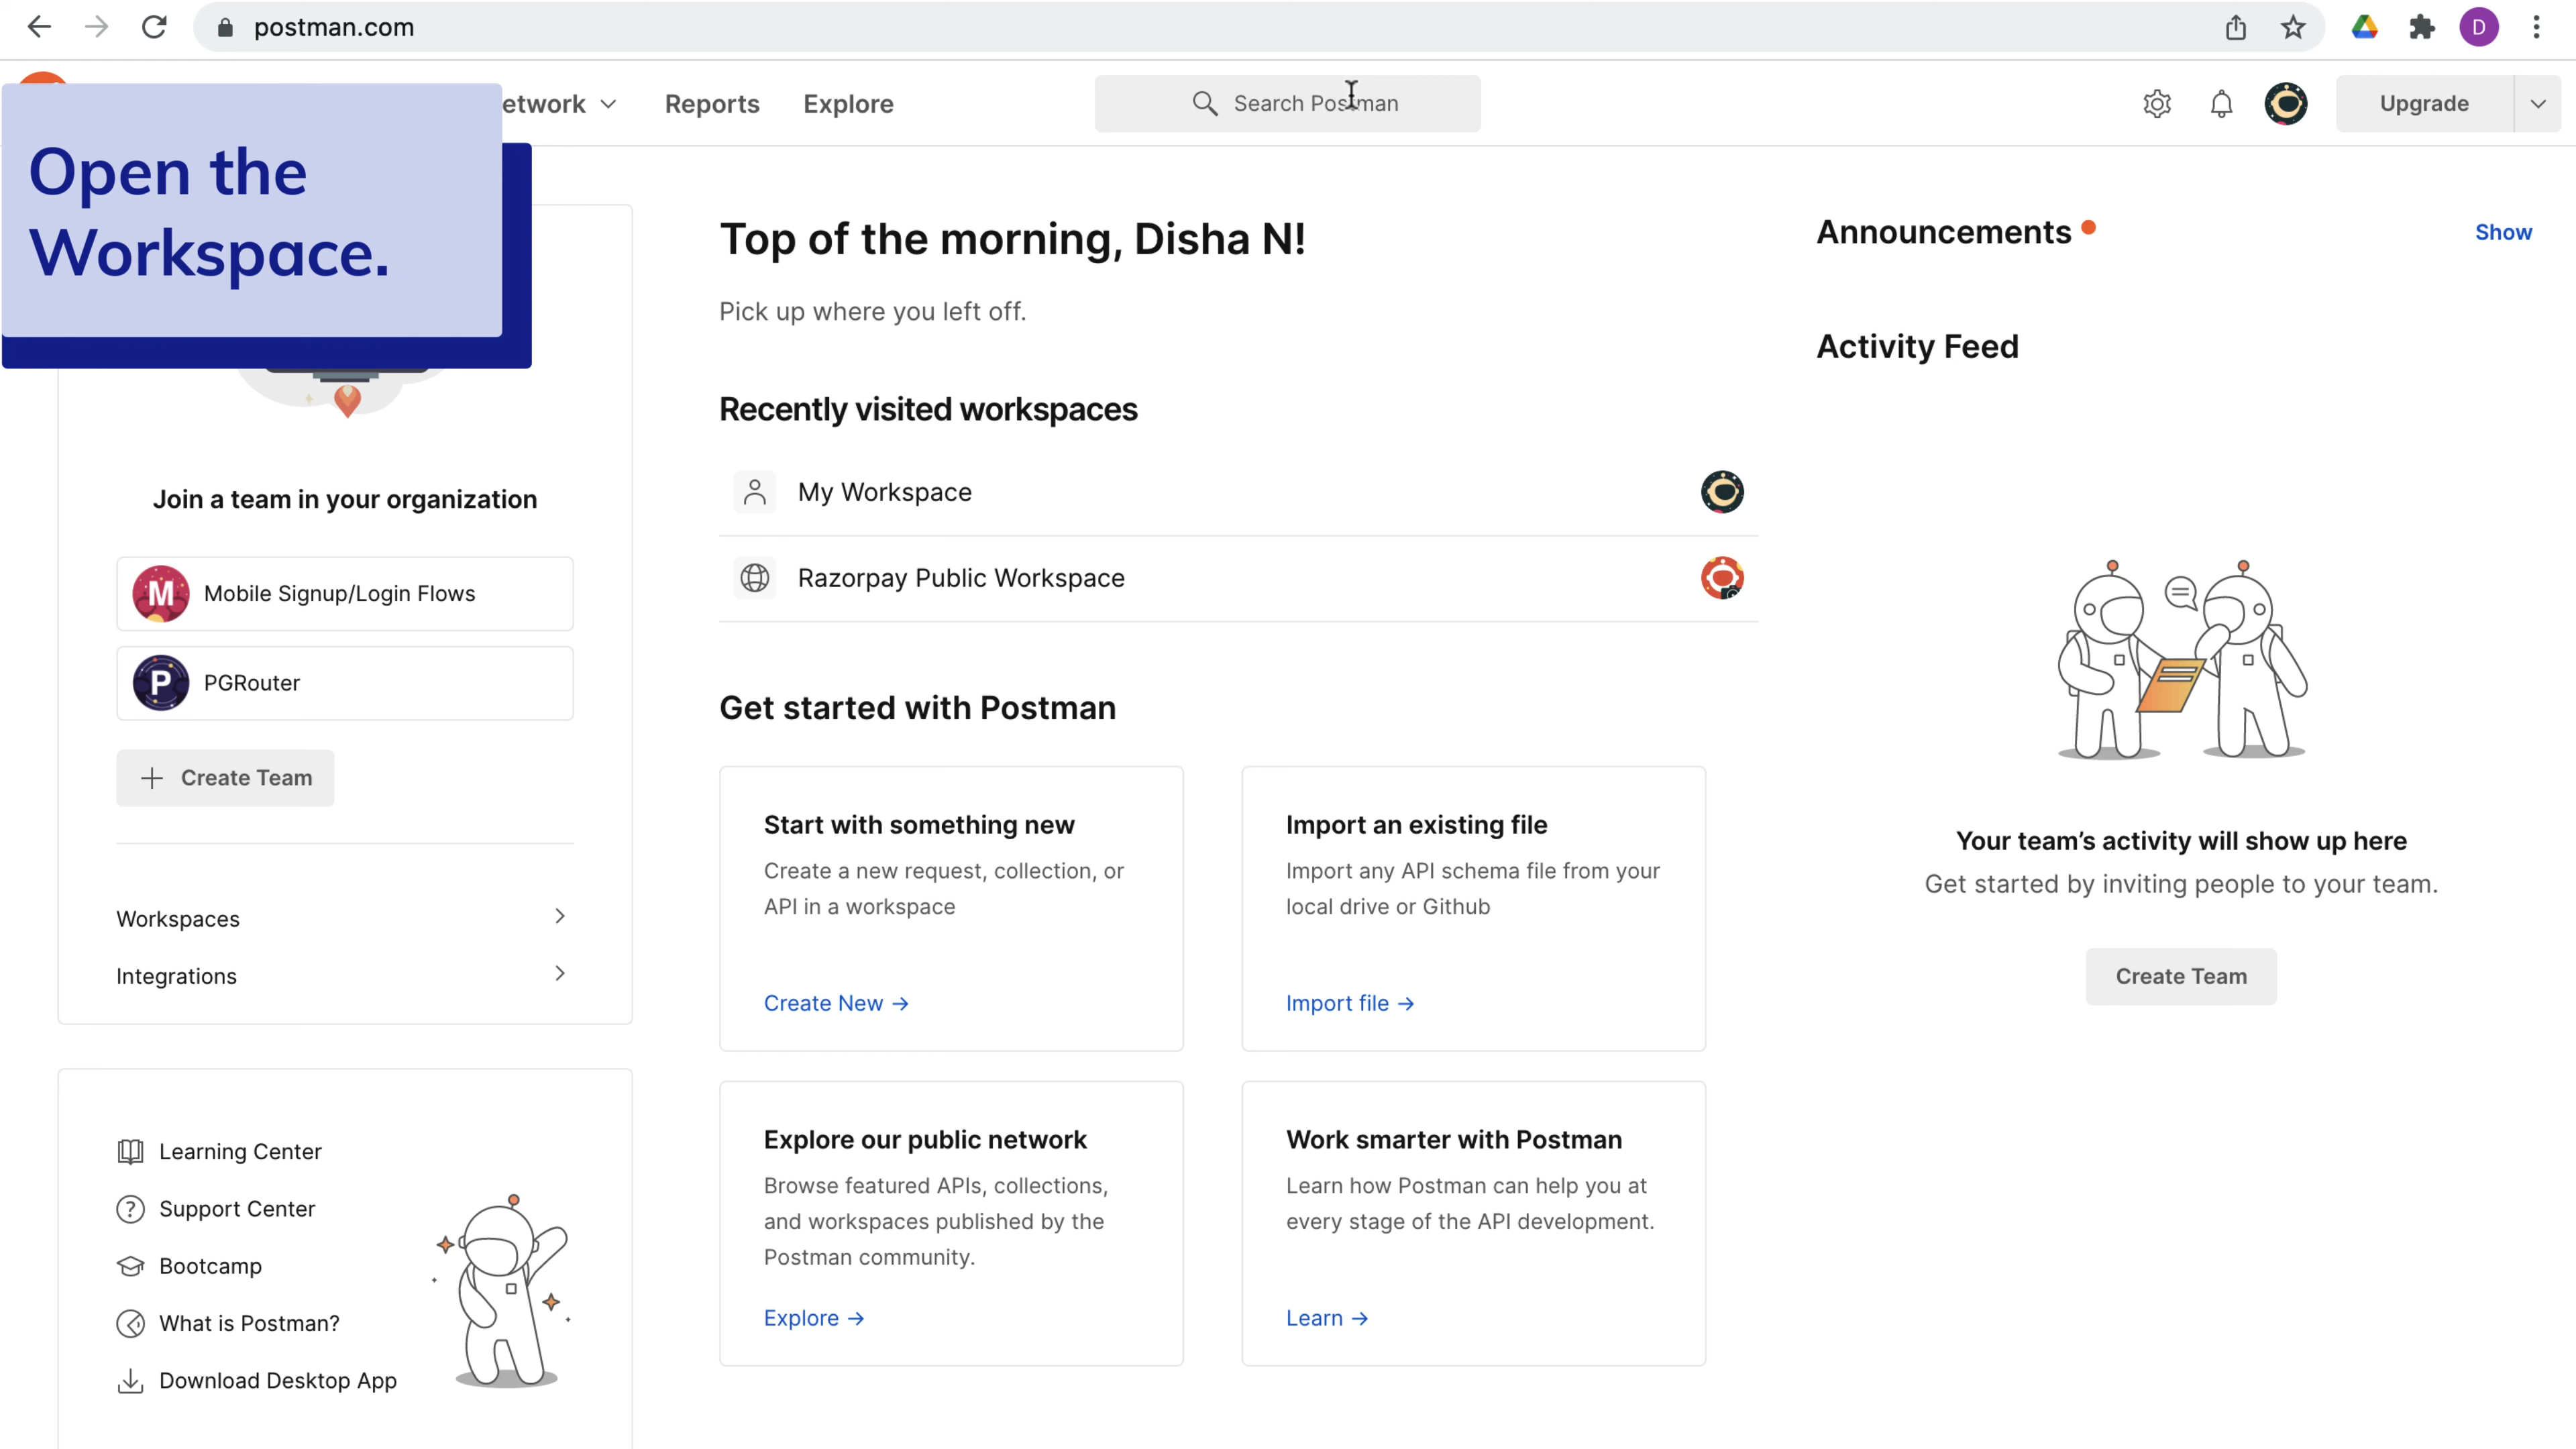 postman.com
D
etwork
Reports
Explore
Search Postman
Upgrade
Open the
Workspace.
Join a team in your organization
M
Mobile Signup/Login Flows
P
PGRouter
Create Team
Workspaces
Integrations
Learning Center
Support Center
Bootcamp
What is Postman?
Download Desktop App
Top of the morning, Disha N!
Pick up where you left off.
Recently visited workspaces
My Workspace
Razorpay Public Workspace
Get started with Postman
Start with something new
Create a new request, collection, or
API in a workspace
Create New →
Import an existing file
Import any API schema file from your
local drive or Github
Import file →
Explore our public network
Browse featured APIs, collections,
and workspaces published by the
Postman community.
Explore →
Work smarter with Postman
Learn how Postman can help you at
every stage of the API development.
Learn →
Announcements
Show
Activity Feed
Your team’s activity will show up here
Get started by inviting people to your team.
Create Team